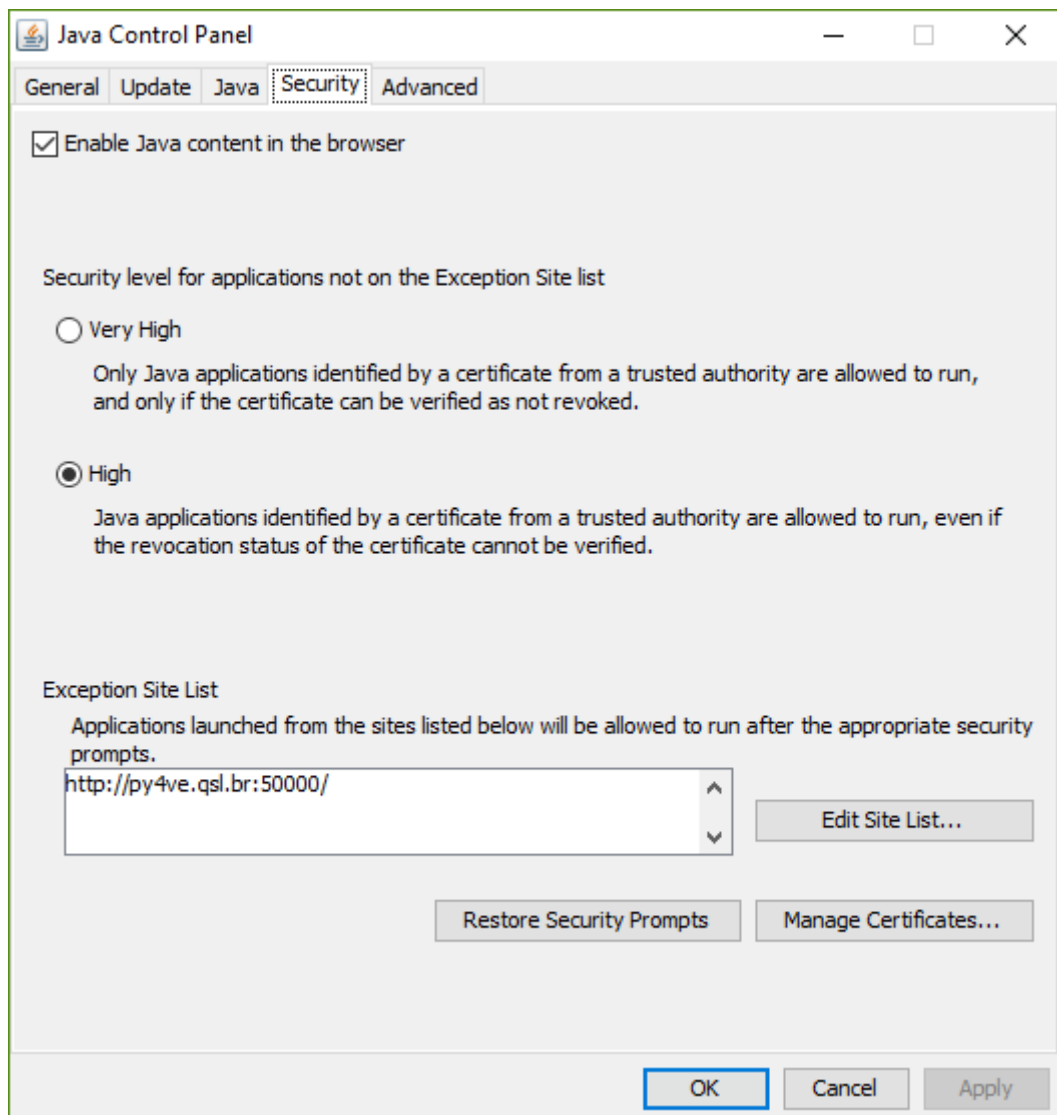 Java Control Panel
General Update Java Security Advanced
Enable Java content in the browser
Security level for applications not on the Exception Site list
Very High
Only Java applications identified by a certificate from a trusted authority are allowed to run,
and only if the certificate can be verified as not revoked.
High
Java applications identified by a certificate from a trusted authority are allowed to run, even if
the revocation status of the certificate cannot be verified.
Exception Site List
Applications launched from the sites listed below will be allowed to run after the appropriate security
prompts.
http://py4ve.qsl.br:50000/
Edit Site List...
Restore Security Prompts Manage Certificates...
OK Cancel Apply